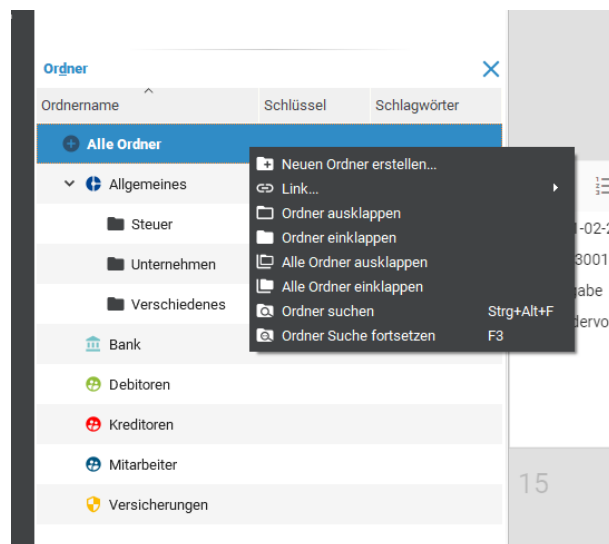 Ordner
Ordnername Schlüssel Schlagwörter
Alle Ordner
Neuen Ordner erstellen...
Allgemeines
Link...
Ordner ausklappen
Steuer
Ordner einklappen
Unternehmen
Alle Ordner ausklappen
Alle Ordner einklappen
Verschiedenes
Ordner suchen Strg+Alt+F
Ordner Suche fortsetzen F3
Bank
Debitoren
Kreditoren
Mitarbeiter
15
Versicherungen